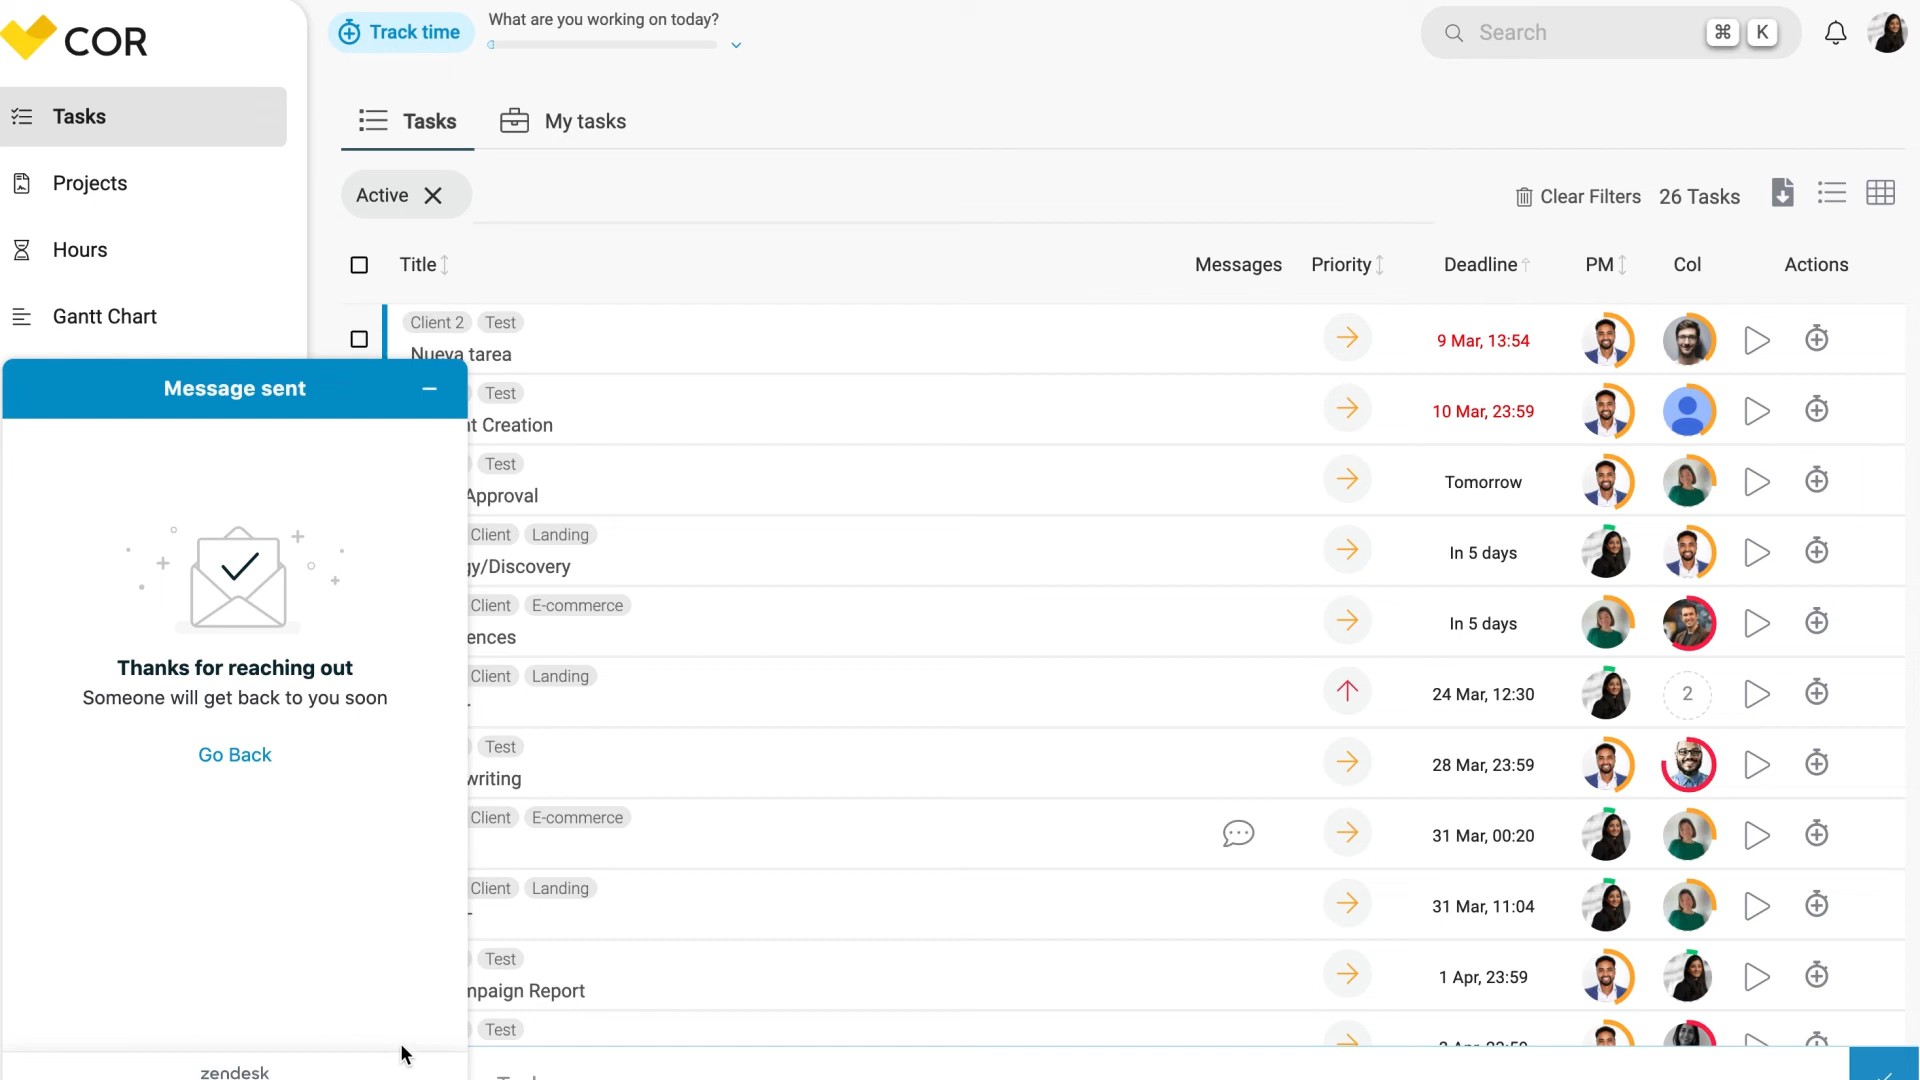 COR
Track time
What are you working on today?
Search
⌘ K
Tasks
Projects
Hours
Gantt Chart
Tasks
My tasks
Active
Clear Filters
26 Tasks
Title
Messages
Priority
Deadline
PM
Col
Actions
Client 2 Test
Nueva tarea
9 Mar, 13:54
Test
nt Creation
10 Mar, 23:59
Test
Approval
Tomorrow
Client Landing
gy/Discovery
In 5 days
Client E-commerce
ences
In 5 days
Client Landing
24 Mar, 12:30
2
Test
writing
28 Mar, 23:59
Client E-commerce
31 Mar, 00:20
Client Landing
31 Mar, 11:04
Test
mpaign Report
1 Apr, 23:59
Test
Message sent
Thanks for reaching out
Someone will get back to you soon
Go Back
zendesk